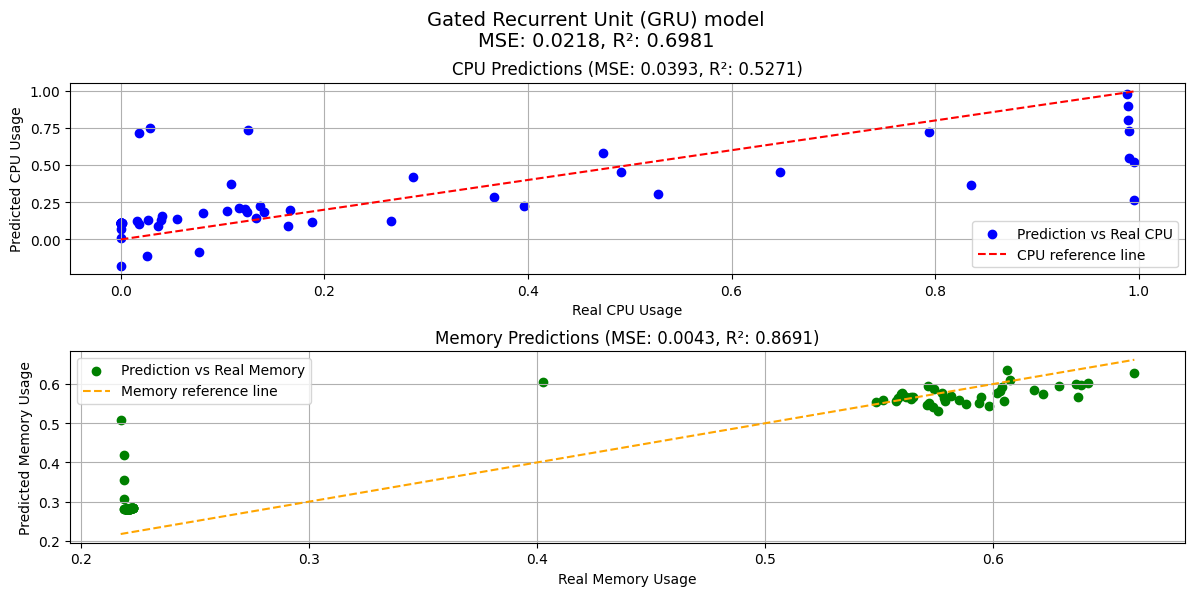 Gated Recurrent Unit (GRU) model
MSE: 0.0218, R²: 0.6981
CPU Predictions (MSE: 0.0393, R²: 0.5271)
Predicted CPU Usage
1.00
0.75
0.50
0.25
0.00
Prediction vs Real CPU
CPU reference line
0.0 0.2 0.4 0.6 0.8 1.0
Real CPU Usage
Memory Predictions (MSE: 0.0043, R²: 0.8691)
Predicted Memory Usage
Prediction vs Real Memory
Memory reference line
0.6
0.5
0.4
0.3
0.2
0.2 0.3 0.4 0.5 0.6
Real Memory Usage